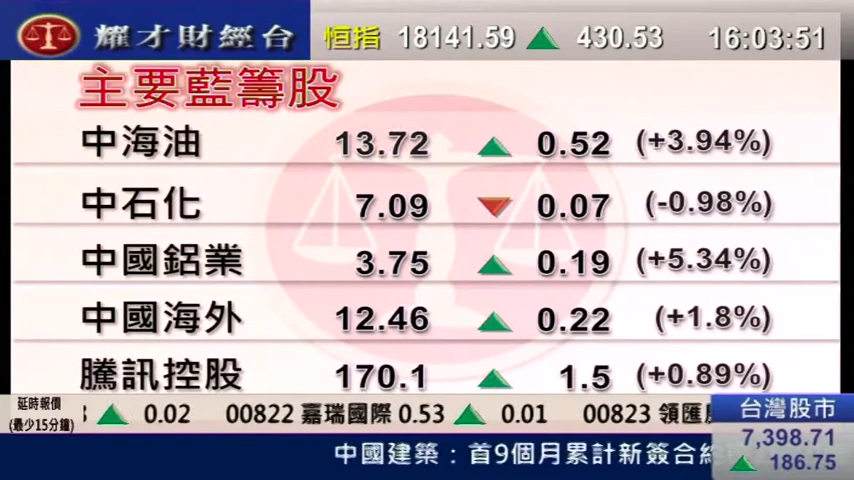 耀才財經台 恒指 18141.59 ▲ 430.53 16:03:51
主要藍籌股
中海油 13.72 ▲ 0.52 (+3.94%)
中石化 7.09 ▼ 0.07 (-0.98%)
中國鋁業 3.75 ▲ 0.19 (+5.34%)
中國海外 12.46 ▲ 0.22 (+1.8%)
騰訊控股 170.1 ▲ 1.5 (+0.89%)
延時報價
(最少15分鐘)
▲ 0.02 00822 嘉瑞國際 0.53 ▲ 0.01 00823 領匯
台灣股市
7,398.71
▲ 186.75
中國建築：首9個月累計新簽合